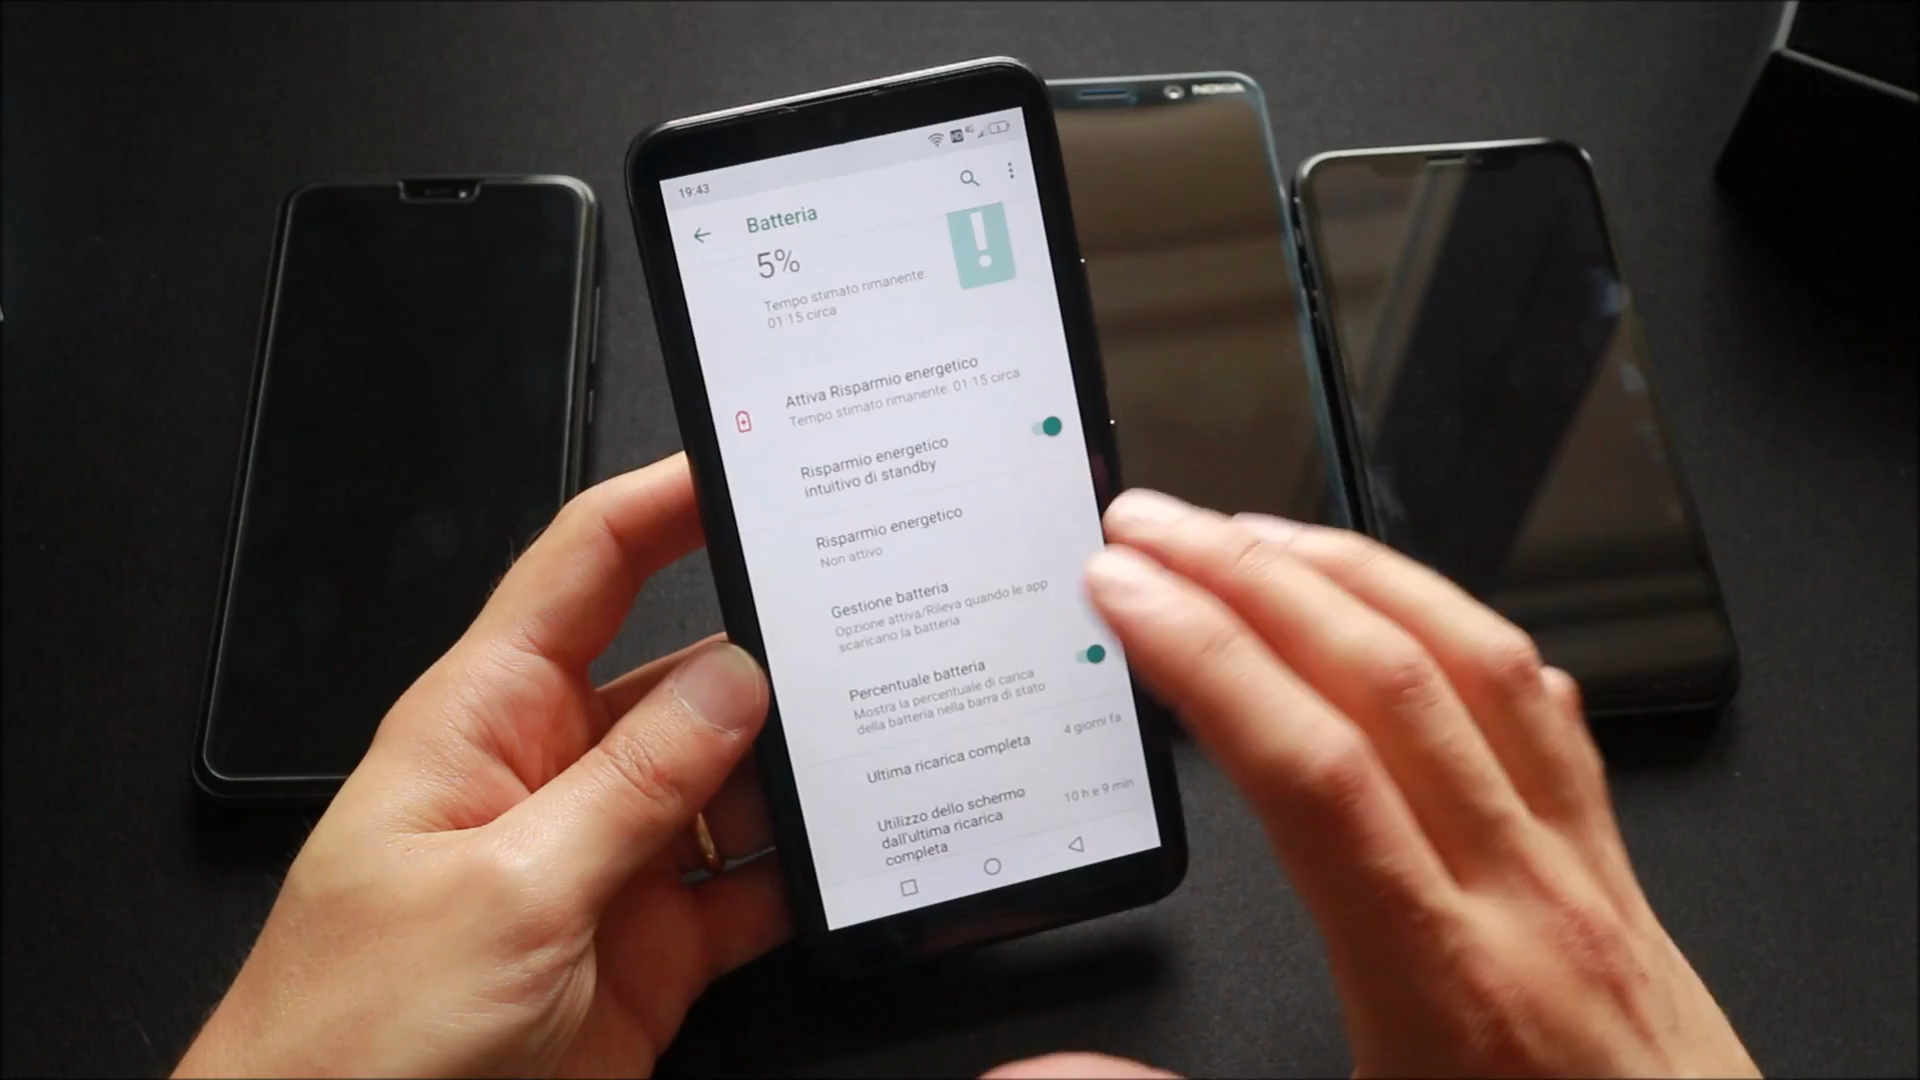 NOKIA
19:43
Batteria
5%
Tempo stimato rimanente:
01 15 circa
Attiva Risparmio energetico
Tempo stimato rimanente: 01 15 circa
Risparmio energetico
intuitivo di standby
Risparmio energetico
Non attivo
Gestione batteria
Opzione attiva/Rileva quando le app
scaricano la batteria
Percentuale batteria
Mostra la percentuale di carica
della batteria nella barra di stato
Ultima ricarica completa
4 giorni fa
Utilizzo dello schermo
dall'ultima ricarica
completa
10 h e 9 min